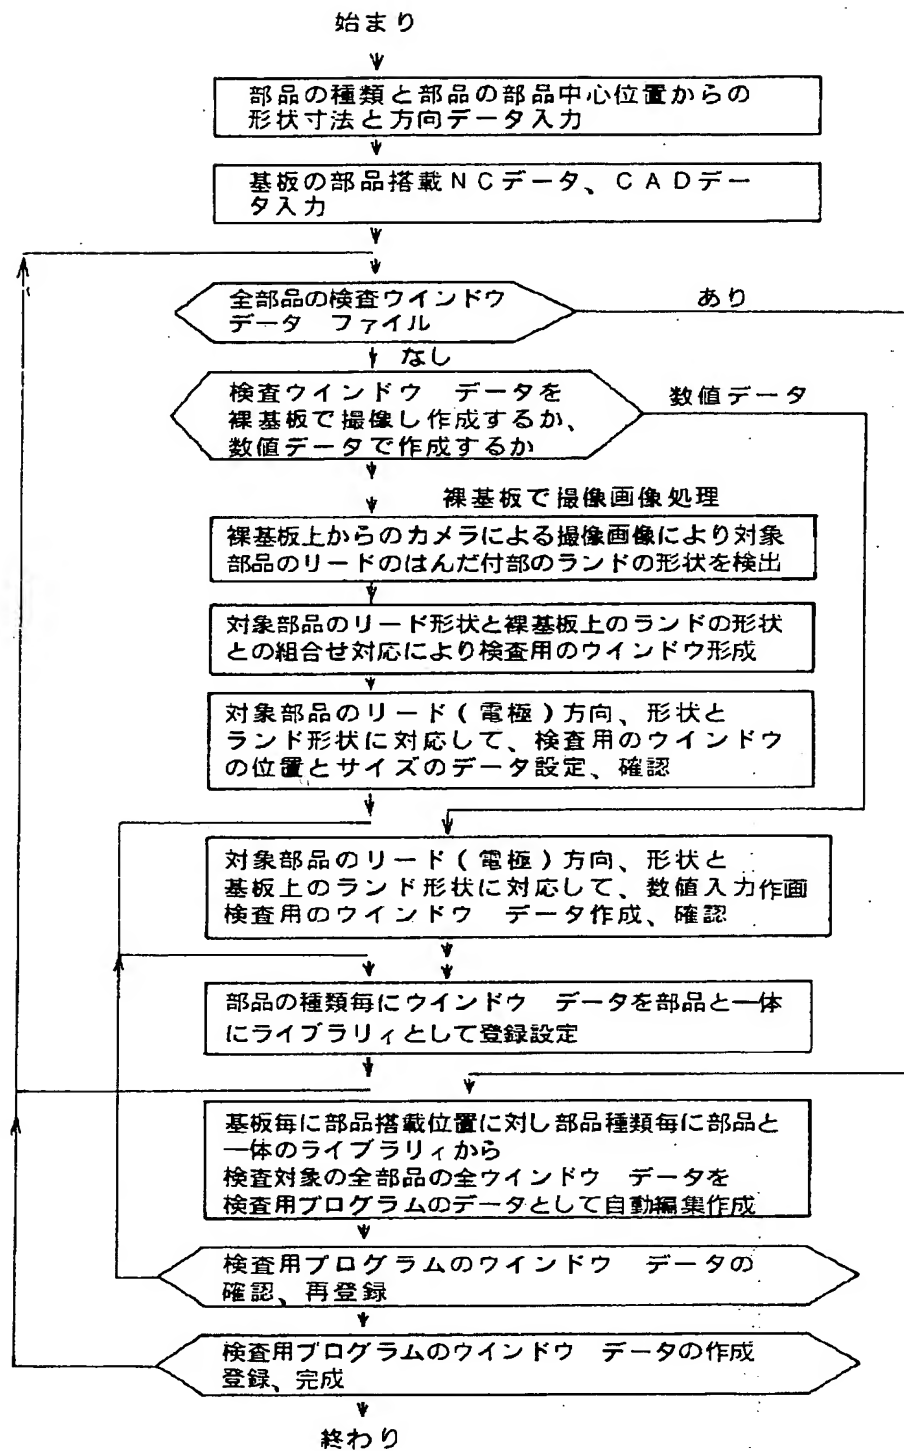 始まり
部品の種類と部品の部品中心位置からの
形状寸法と方向データ入力
基板の部品搭載NCデータ、CADデー
タ入力
全部品の検査ウインドウ
データ ファイル
あり
なし
検査ウインドウ データを
裸基板で撮像し作成するか、
数値データで作成するか
数値データ
裸基板で撮像画像処理
裸基板上からのカメラによる撮像画像により対象
部品のリードのはんだ付部のランドの形状を検出
対象部品のリード形状と裸基板上のランドの形状
との組合せ対応により検査用のウインドウ形成
対象部品のリード(電極)方向、形状と
ランド形状に対応して、検査用のウインドウ
の位置とサイズのデータ設定、確認
対象部品のリード(電極)方向、形状と
基板上のランド形状に対応して、数値入力作画
検査用のウインドウ データ作成、確認
部品の種類毎にウインドウ データを部品と一体
にライブラリィとして登録設定
基板毎に部品搭載位置に対し部品種類毎に部品と
一体のライブラリィから
検査対象の全部品の全ウインドウ データを
検査用プログラムのデータとして自動編集作成
検査用プログラムのウインドウ データの
確認、再登録
検査用プログラムのウインドウ データの作成
登録、完成
終わり